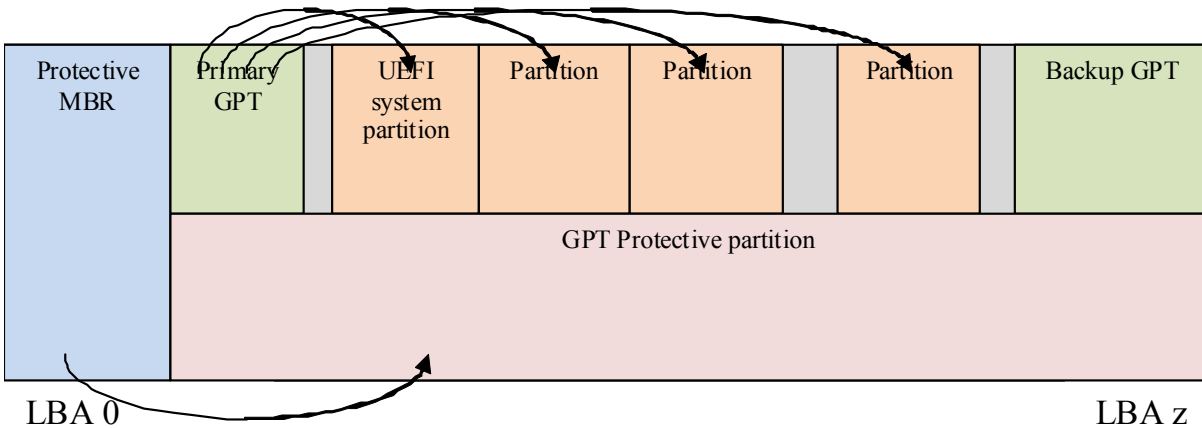 Protective
MBR
Primary
GPT
UEFI
system
partition
Partition
Partition
Partition
Backup GPT
GPT Protective partition
LBA 0
LBA z